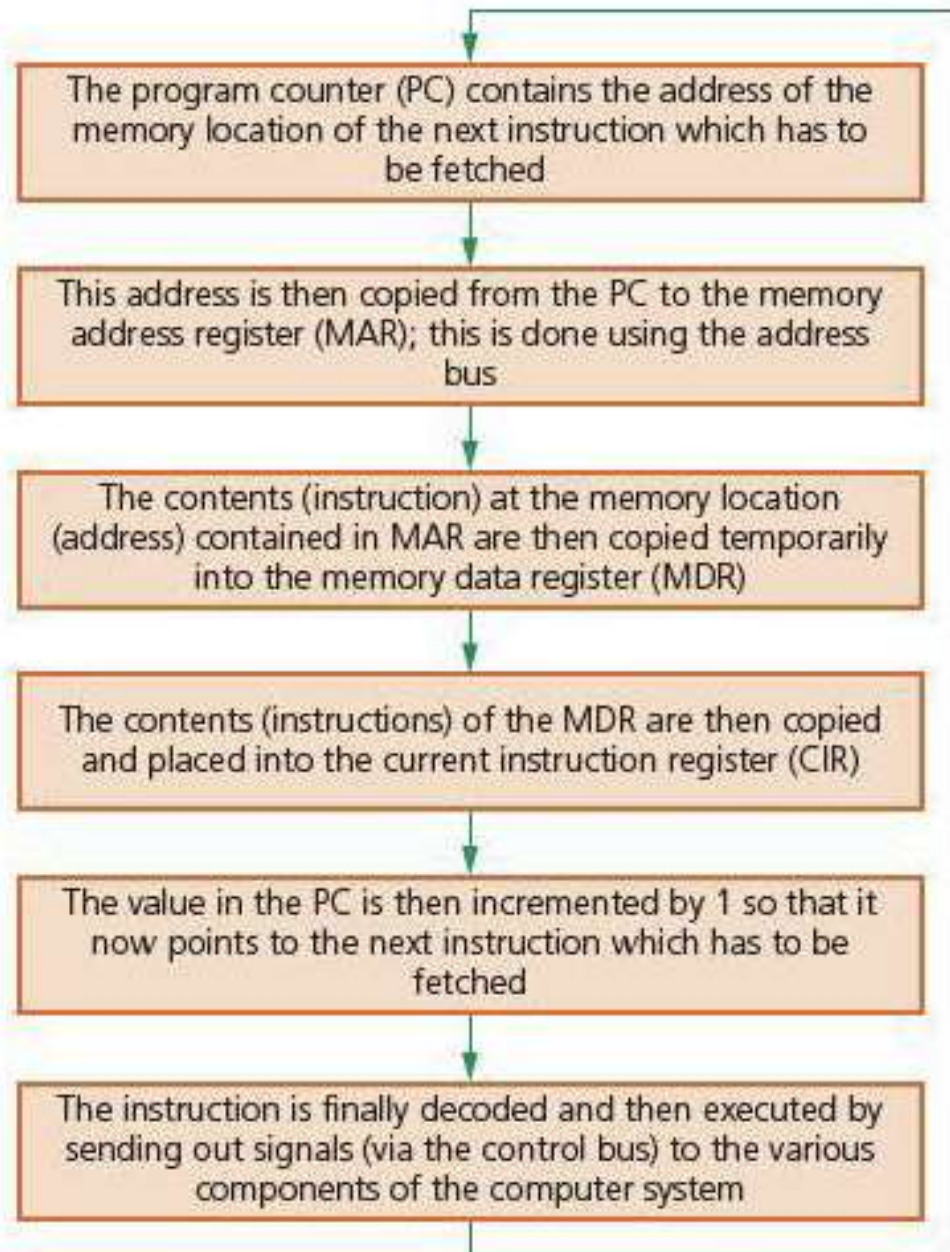 The program counter (PC) contains the address of the
memory location of the next instruction which has to
be fetched
This address is then copied from the PC to the memory
address register (MAR); this is done using the address
bus
The contents (instruction) at the memory location
(address) contained in MAR are then copied temporarily
into the memory data register (MDR)
The contents (instructions) of the MDR are then copied
and placed into the current instruction register (CIR)
The value in the PC is then incremented by 1 so that it
now points to the next instruction which has to be
fetched
The instruction is finally decoded and then executed by
sending out signals (via the control bus) to the various
components of the computer system